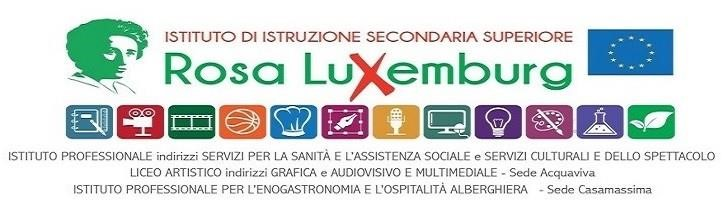 ISTITUTO DI ISTRUZIONE SECONDARIA SUPERIORE
Rosa LuXemburg
ISTITUTO PROFESSIONALE indirizzi SERVIZI PER LA SANITÀ E L'ASSISTENZA SOCIALE e SERVIZI CULTURALI E DELLO SPETTACOLO
LICEO ARTISTICO indirizzi GRAFICA e AUDIOVISIVO E MULTIMEDIALE - Sede Acquaviva
ISTITUTO PROFESSIONALE PER L'ENOGASTRONOMIA E L'OSPITALITÀ ALBERGHIERA - Sede Casamassima